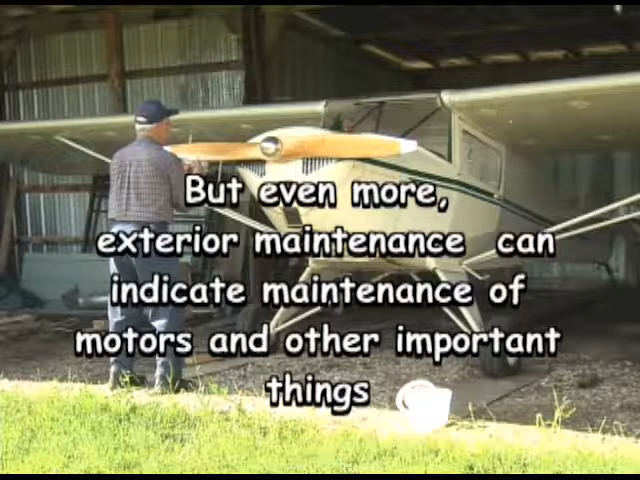 But even more,
exterior maintenance can
indicate maintenance of
motors and other important
things